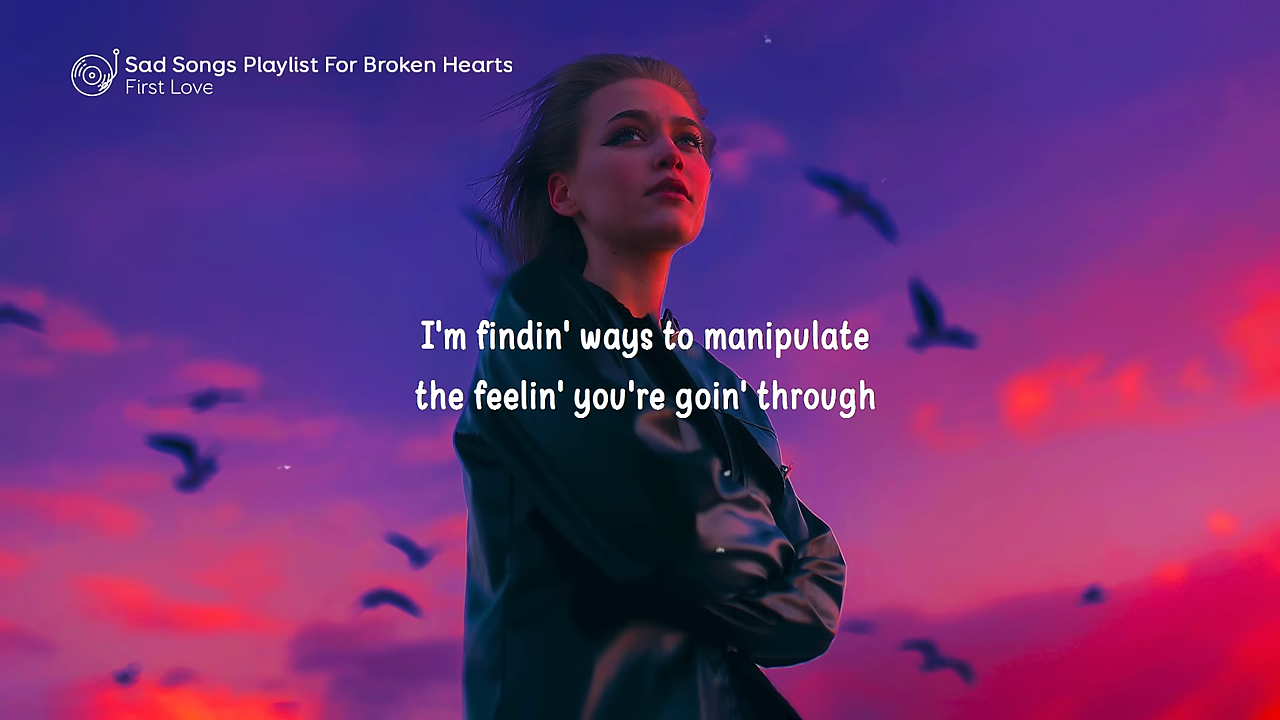 Sad Songs Playlist For Broken Hearts
First Love
I'm findin' ways to manipulate
the feelin' you're goin' through